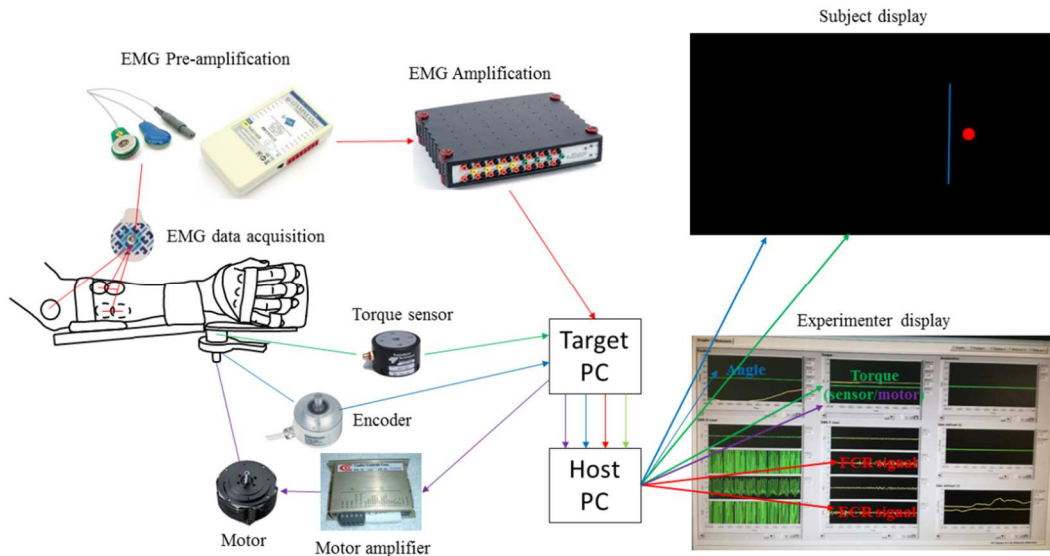 Subject display
EMG Pre-amplification
EMG Amplification
EMG data acquisition
Torque sensor
Target
PC
Experimenter display
Angle
Torque
(sensor/motor)
Encoder
Host
PC
FCR signal
ECR signal
Motor
Motor amplifier